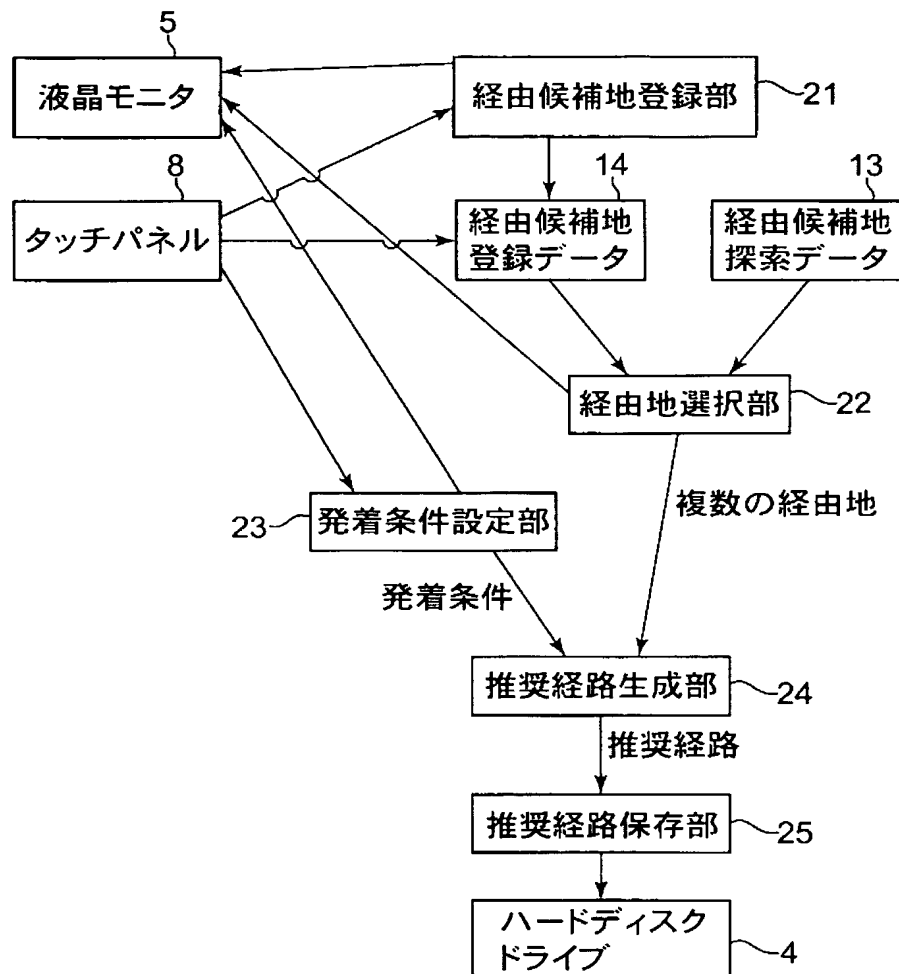 5
液晶モニタ
経由候補地登録部
21
8
タッチパネル
14
経由候補地
登録データ
13
経由候補地
探索データ
経由地選択部
22
複数の経由地
23
発着条件設定部
発着条件
推奨経路生成部
24
推奨経路
推奨経路保存部
25
ハードディスク
ドライブ
4